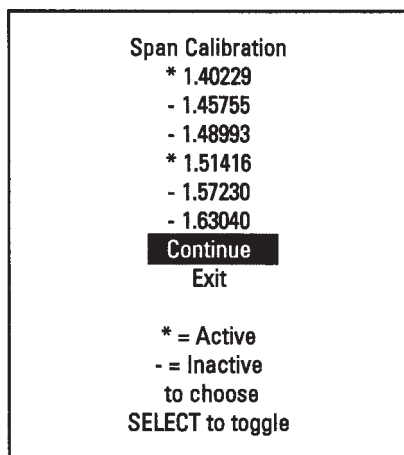 Span Calibration
* 1.40229
- 1.45755
- 1.48993
* 1.51416
- 1.57230
- 1.63040
Continue
Exit
* = Active
- = Inactive
to choose
SELECT to toggle